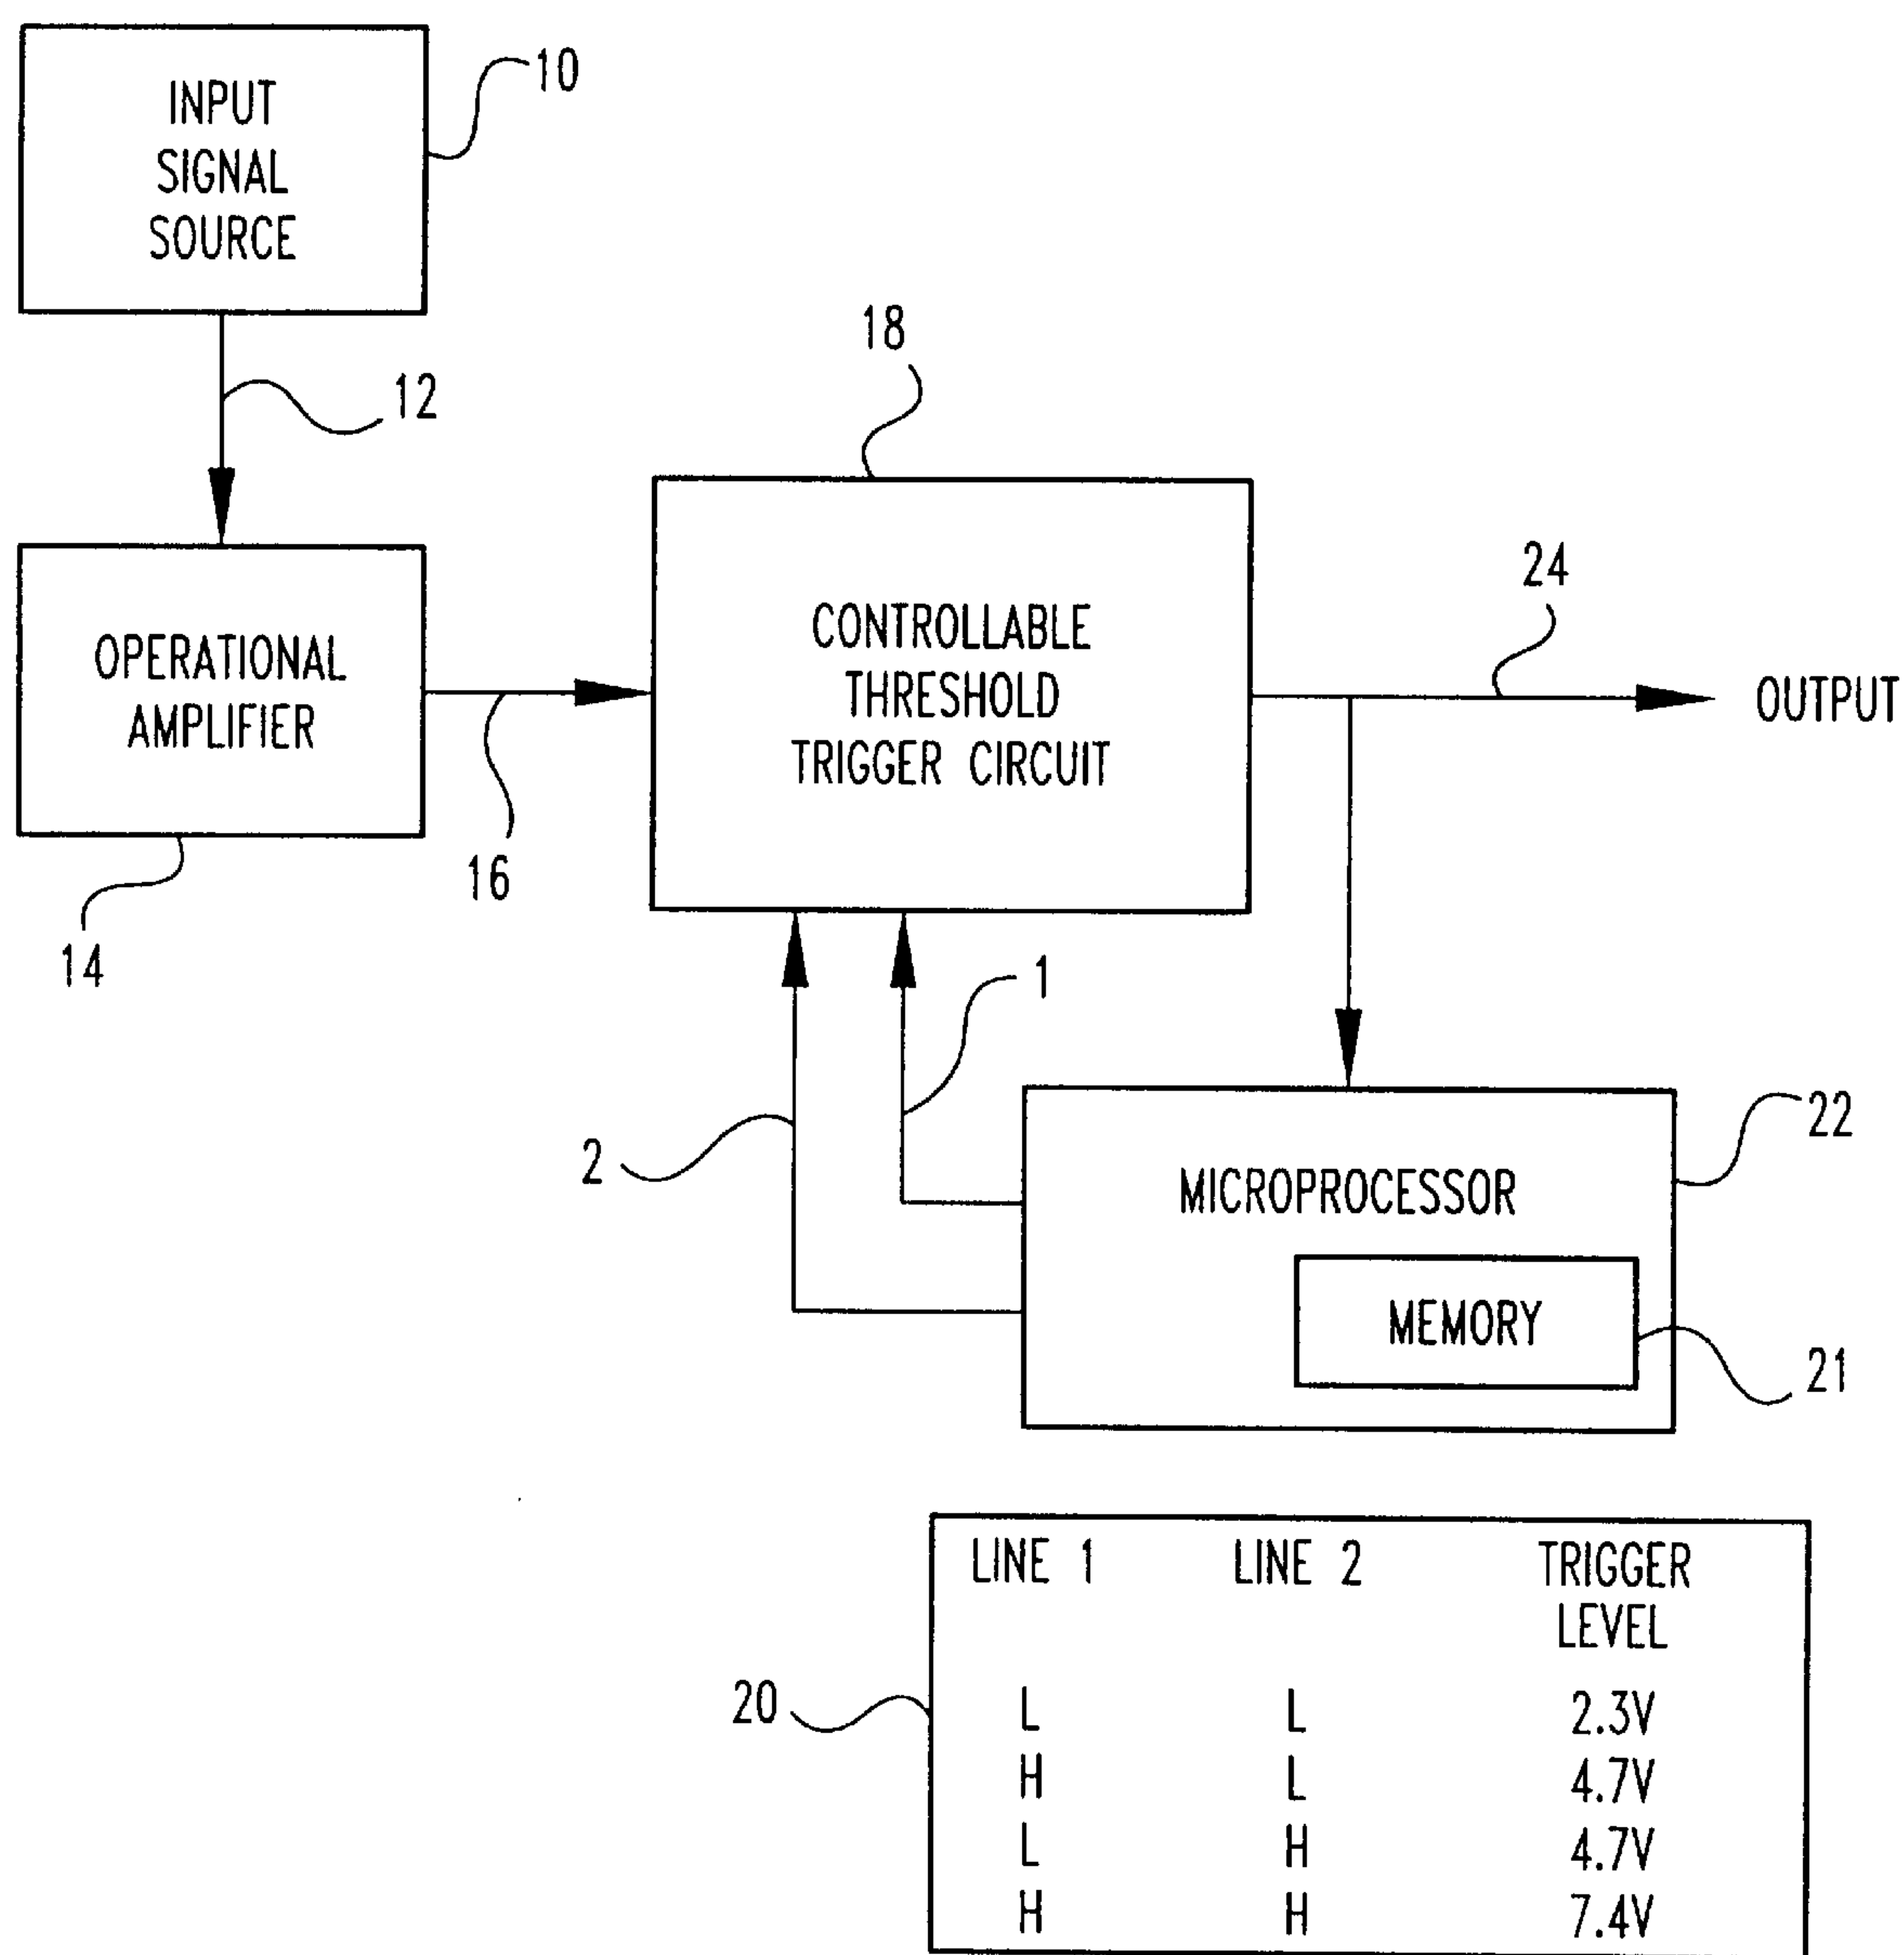 INPUT
SIGNAL
SOURCE
10
12
18
OPERATIONAL
AMPLIFIER
14
16
CONTROLLABLE
THRESHOLD
TRIGGER CIRCUIT
24
OUTPUT
1
2
22
MICROPROCESSOR
MEMORY
21
20
LINE 1 LINE 2 TRIGGER
LEVEL
L L 2.3V
H L 4.7V
L H 4.7V
H H 7.4V